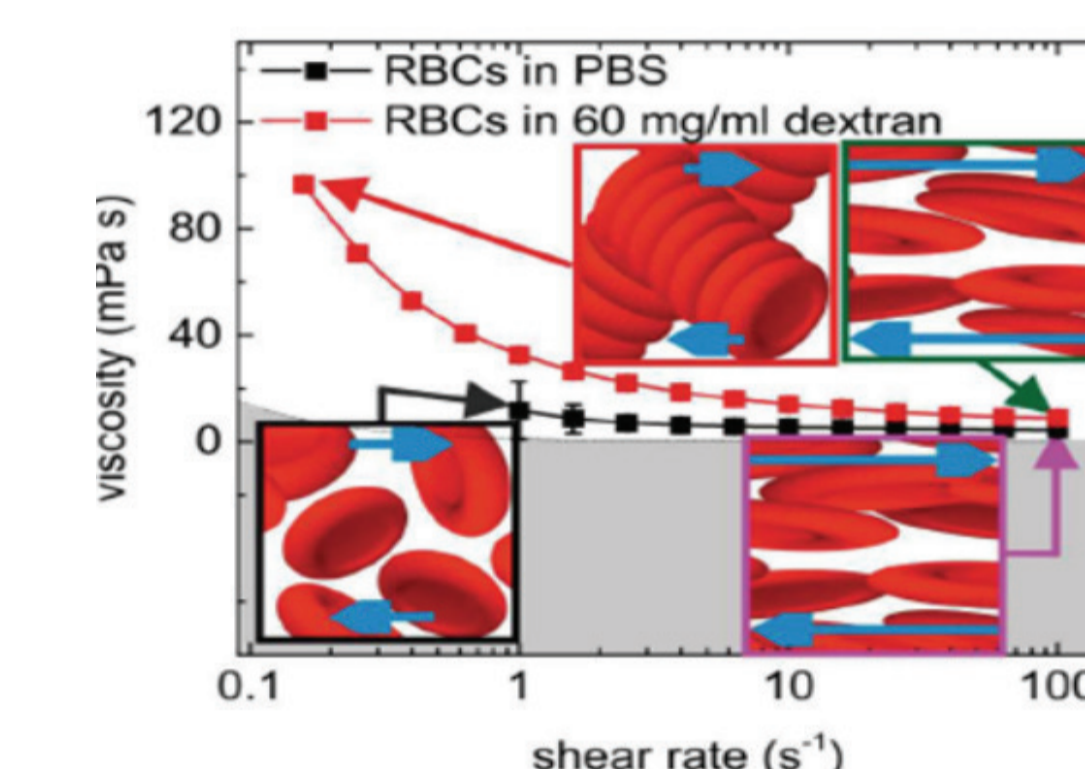 RBCs in PBS
RBCs in 60 mg/ml dextran
120
80
40
0
viscosity (mPa s)
0.1 1 10 100
shear rate (s⁻¹)